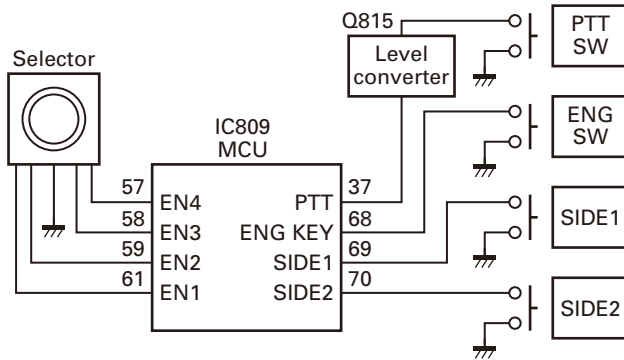 Q815
PTT
SW
Selector
Level
converter
IC809
MCU
ENG
SW
57
EN4
PTT
37
58
EN3
ENG KEY
68
59
EN2
SIDE1
69
61
EN1
SIDE2
70
SIDE1
SIDE2